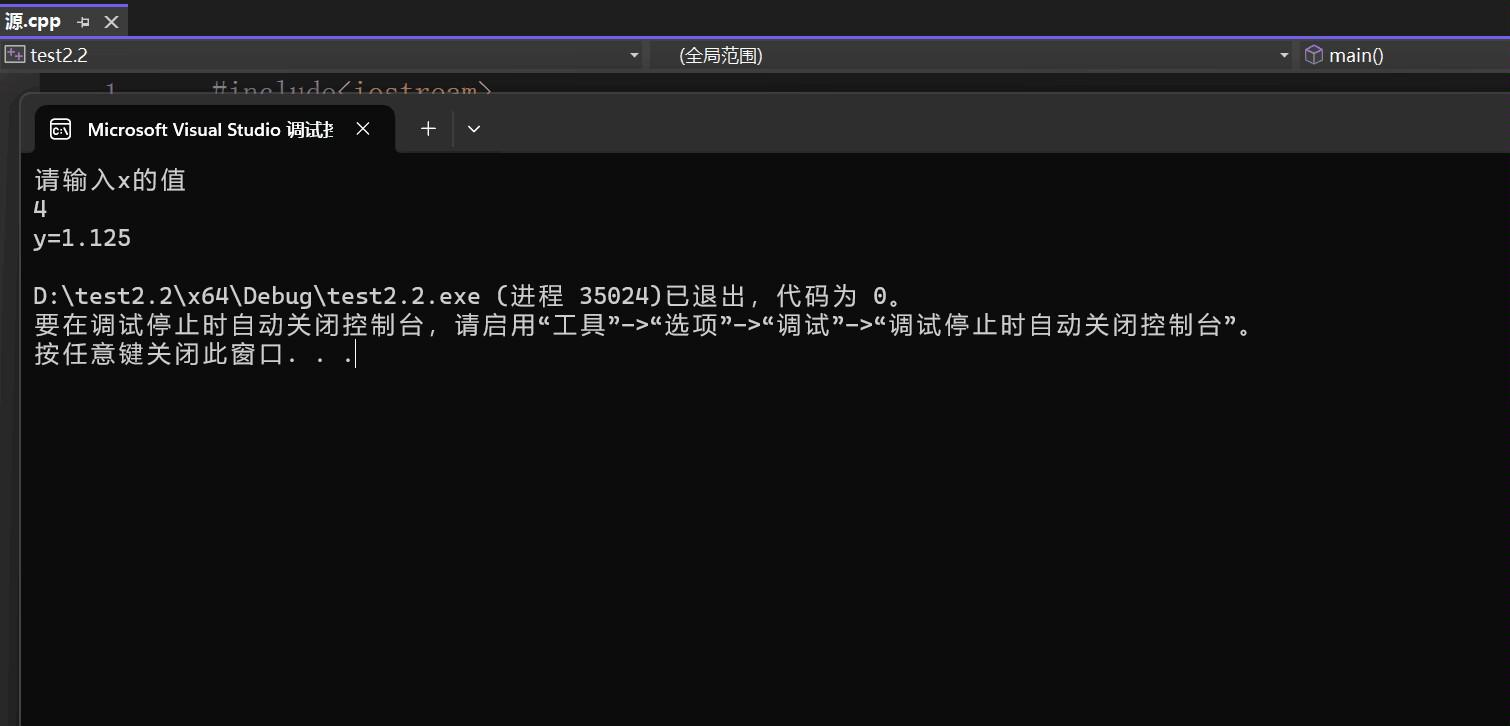 源.cpp
test2.2
(全局范围)
main()
1 #include<iostream>
Microsoft Visual Studio 调试
请输入x的值
4
y=1.125
D:\test2.2\x64\Debug\test2.2.exe (进程 35024)已退出，代码为 0。
要在调试停止时自动关闭控制台，请启用“工具”->“选项”->“调试”->“调试停止时自动关闭控制台”。
按任意键关闭此窗口. . .